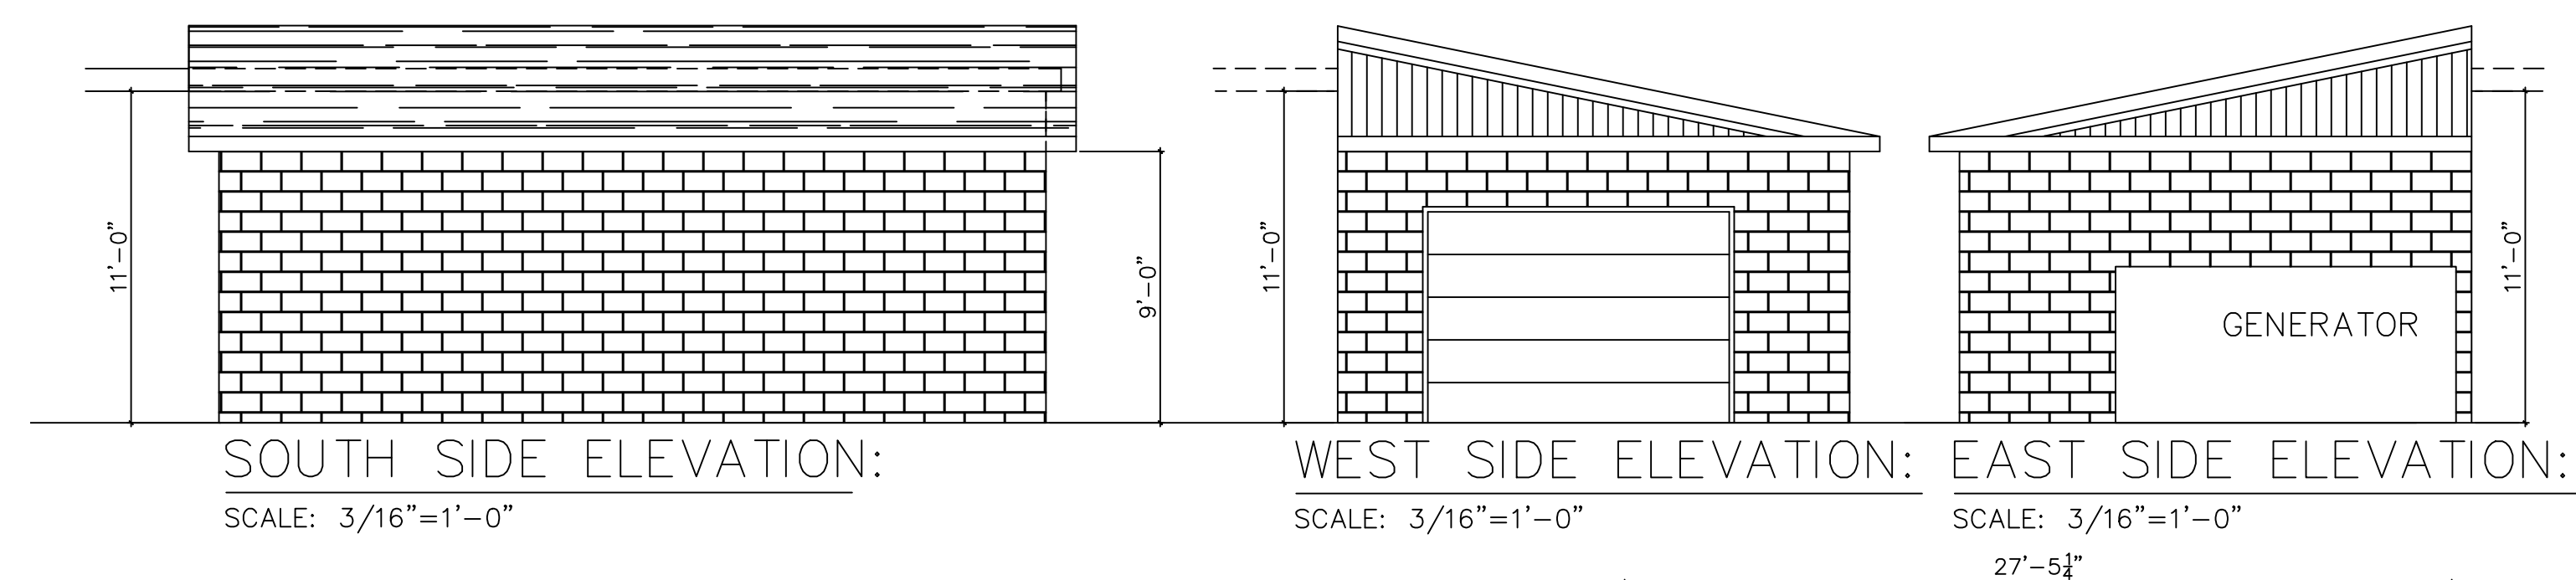 11'-0"
9'-0"
11'-0"
GENERATOR
11'-0"
SOUTH SIDE ELEVATION:
SCALE: 3/16"=1'-0"
WEST SIDE ELEVATION:
SCALE: 3/16"=1'-0"
EAST SIDE ELEVATION:
SCALE: 3/16"=1'-0"
27'-5¼"